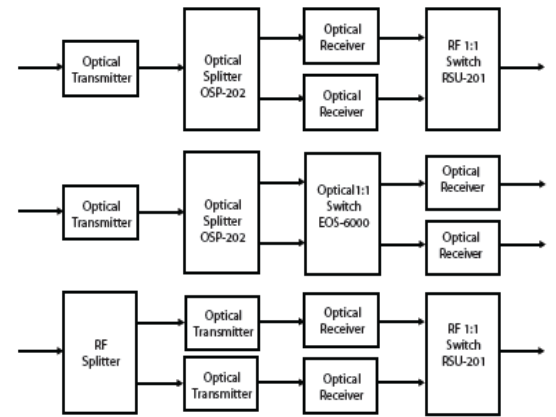 Optical
Transmitter
Optical
Splitter
OSP-202
Optical
Receiver
Optical
Receiver
RF 1:1
Switch
RSU-201
Optical
Transmitter
Optical
Splitter
OSP-202
Optical1:1
Switch
EOS-6000
Optical
Receiver
Optical
Receiver
RF
Splitter
Optical
Transmitter
Optical
Transmitter
Optical
Receiver
Optical
Receiver
RF 1:1
Switch
RSU-201